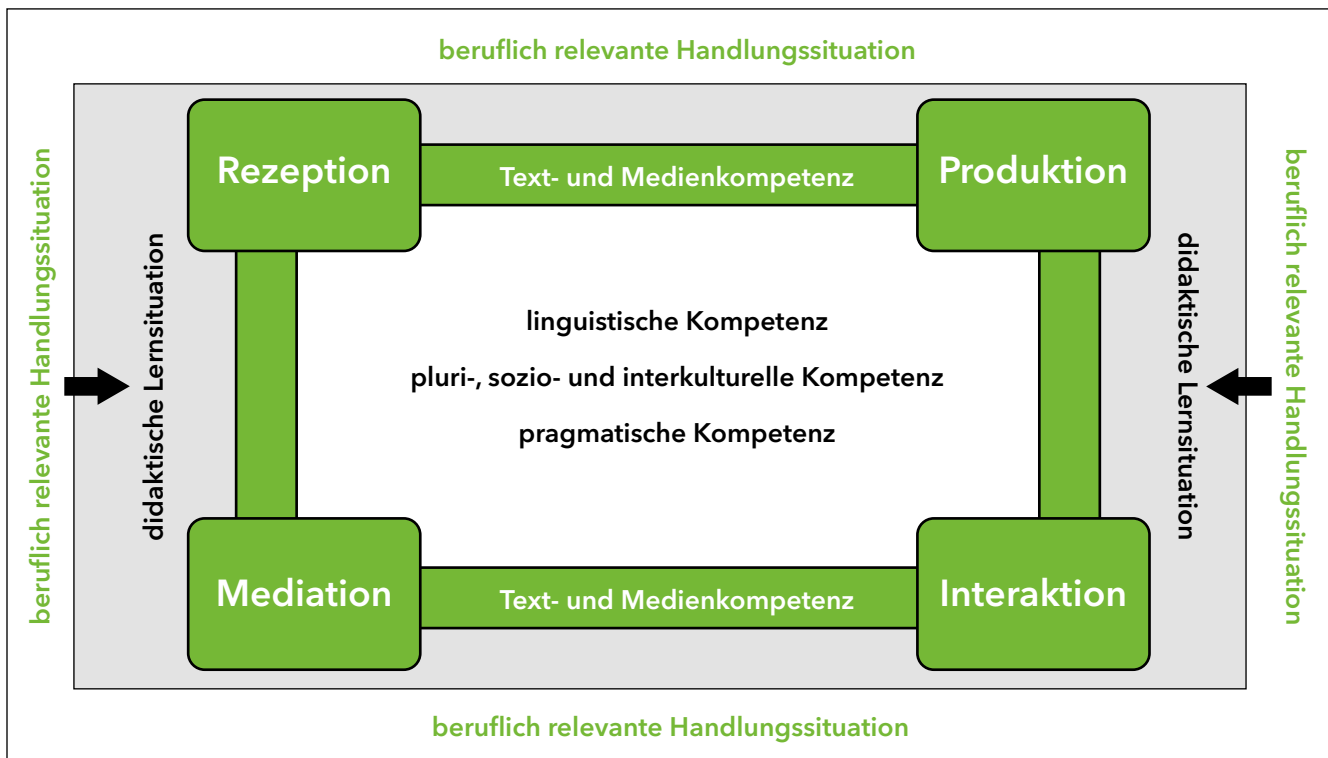 beruflich relevante Handlungssituation
beruflich relevante Handlungssituation
didaktische Lernsituation
Rezeption
Text- und Medienkompetenz
Produktion
linguistische Kompetenz
pluri-, sozio- und interkulturelle Kompetenz
pragmatische Kompetenz
Mediation
Text- und Medienkompetenz
Interaktion
didaktische Lernsituation
beruflich relevante Handlungssituation
beruflich relevante Handlungssituation